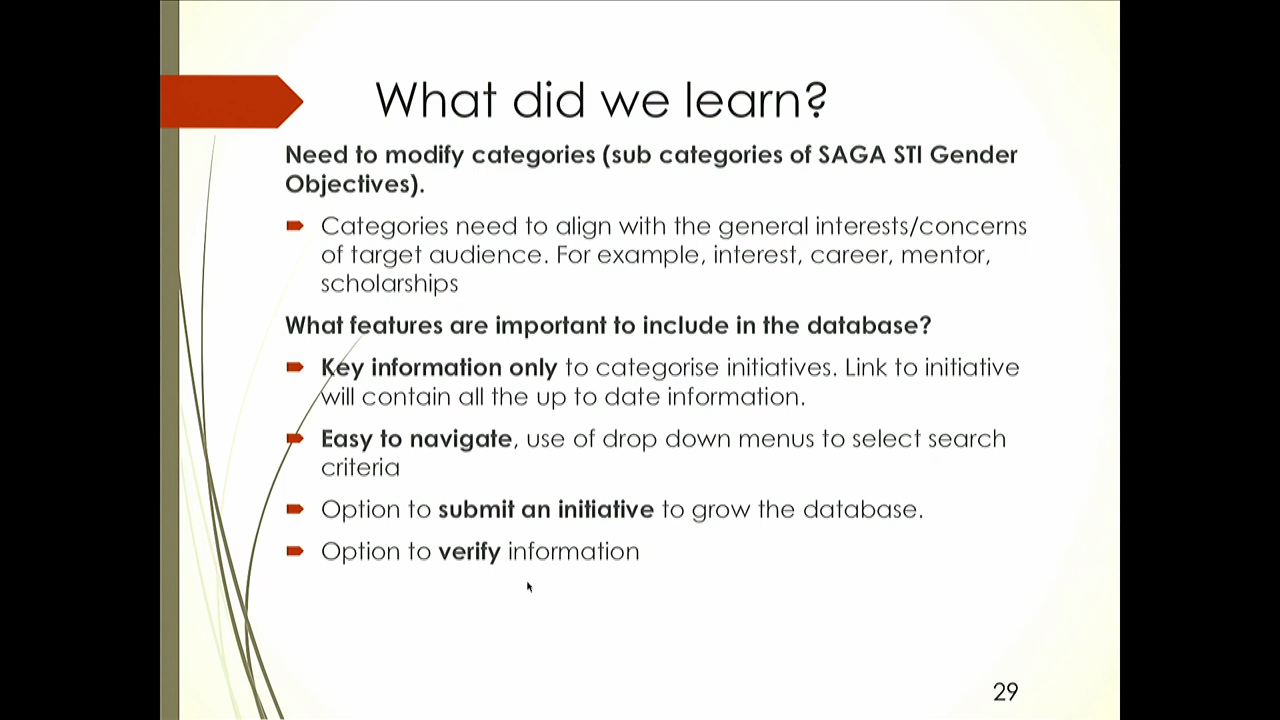 What did we learn?
Need to modify categories (sub categories of SAGA STI Gender
Objectives).
Categories need to align with the general interests/concerns
of target audience. For example, interest, career, mentor,
scholarships
What features are important to include in the database?
Key information only to categorise initiatives. Link to initiative
will contain all the up to date information.
Easy to navigate, use of drop down menus to select search
criteria
Option to submit an initiative to grow the database.
Option to verify information
29